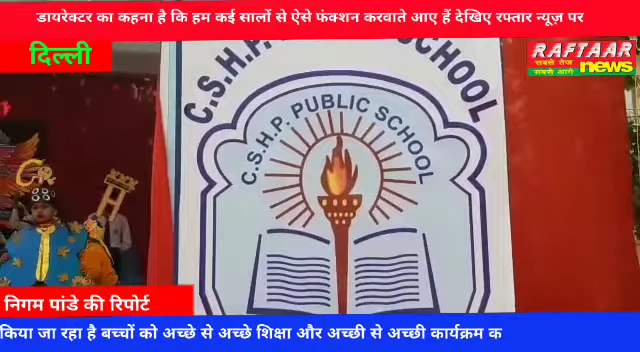 डायरेक्टर का कहना है कि हम कई सालों से ऐसे फंक्शन करवाते आए हैं देखिए रफ्तार न्यूज़ पर
दिल्ली
RAFTAAR
सबसे तेज
सबसे आगे
news
C.S.H.P. SCHOOL
C.S.H.P. PUBLIC SCHOOL
निगम पांडे की रिपोर्ट
किया जा रहा है बच्चों को अच्छे से अच्छे शिक्षा और अच्छी से अच्छी कार्यक्रम क